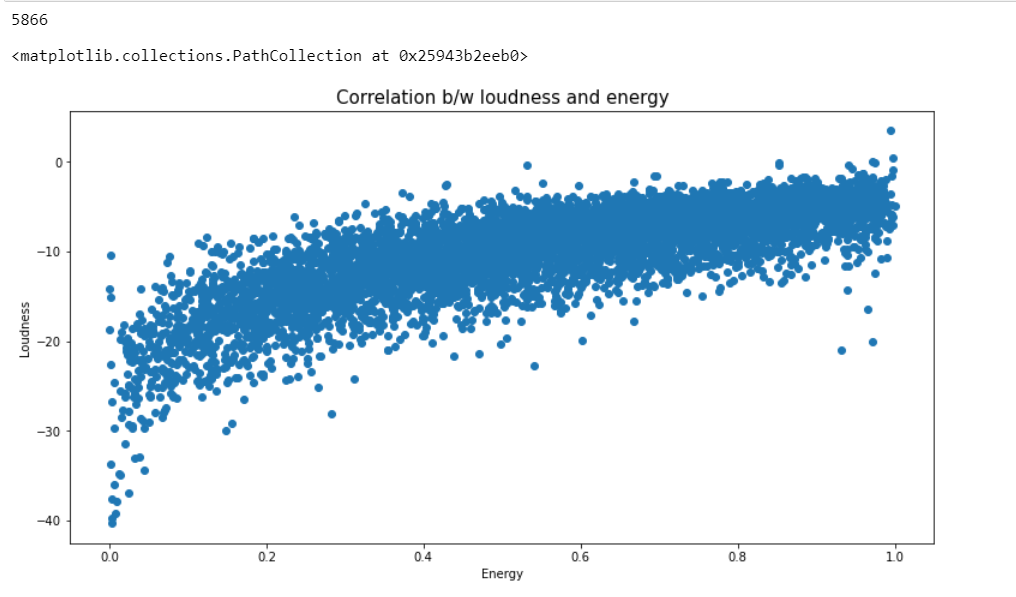 5866
<matplotlib.collections.PathCollection at 0x25943b2eeb0>
Correlation b/w loudness and energy
0
−10
−20
−30
−40
Loudness
0.0 0.2 0.4 0.6 0.8 1.0
Energy